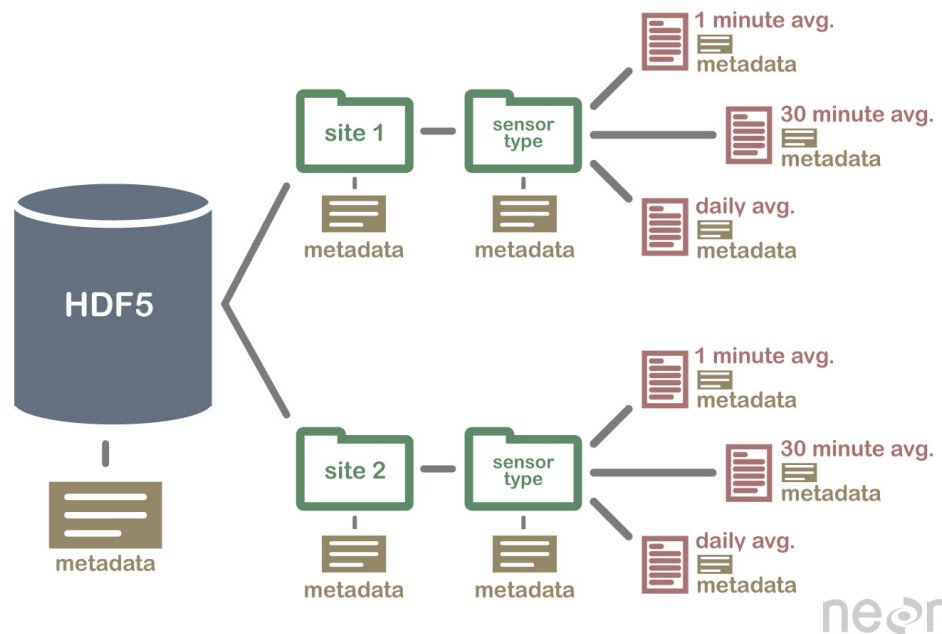 HDF5
metadata
site 1
metadata
sensor
type
metadata
1 minute avg.
metadata
30 minute avg.
metadata
daily avg.
metadata
site 2
metadata
sensor
type
metadata
1 minute avg.
metadata
30 minute avg.
metadata
daily avg.
metadata
neon